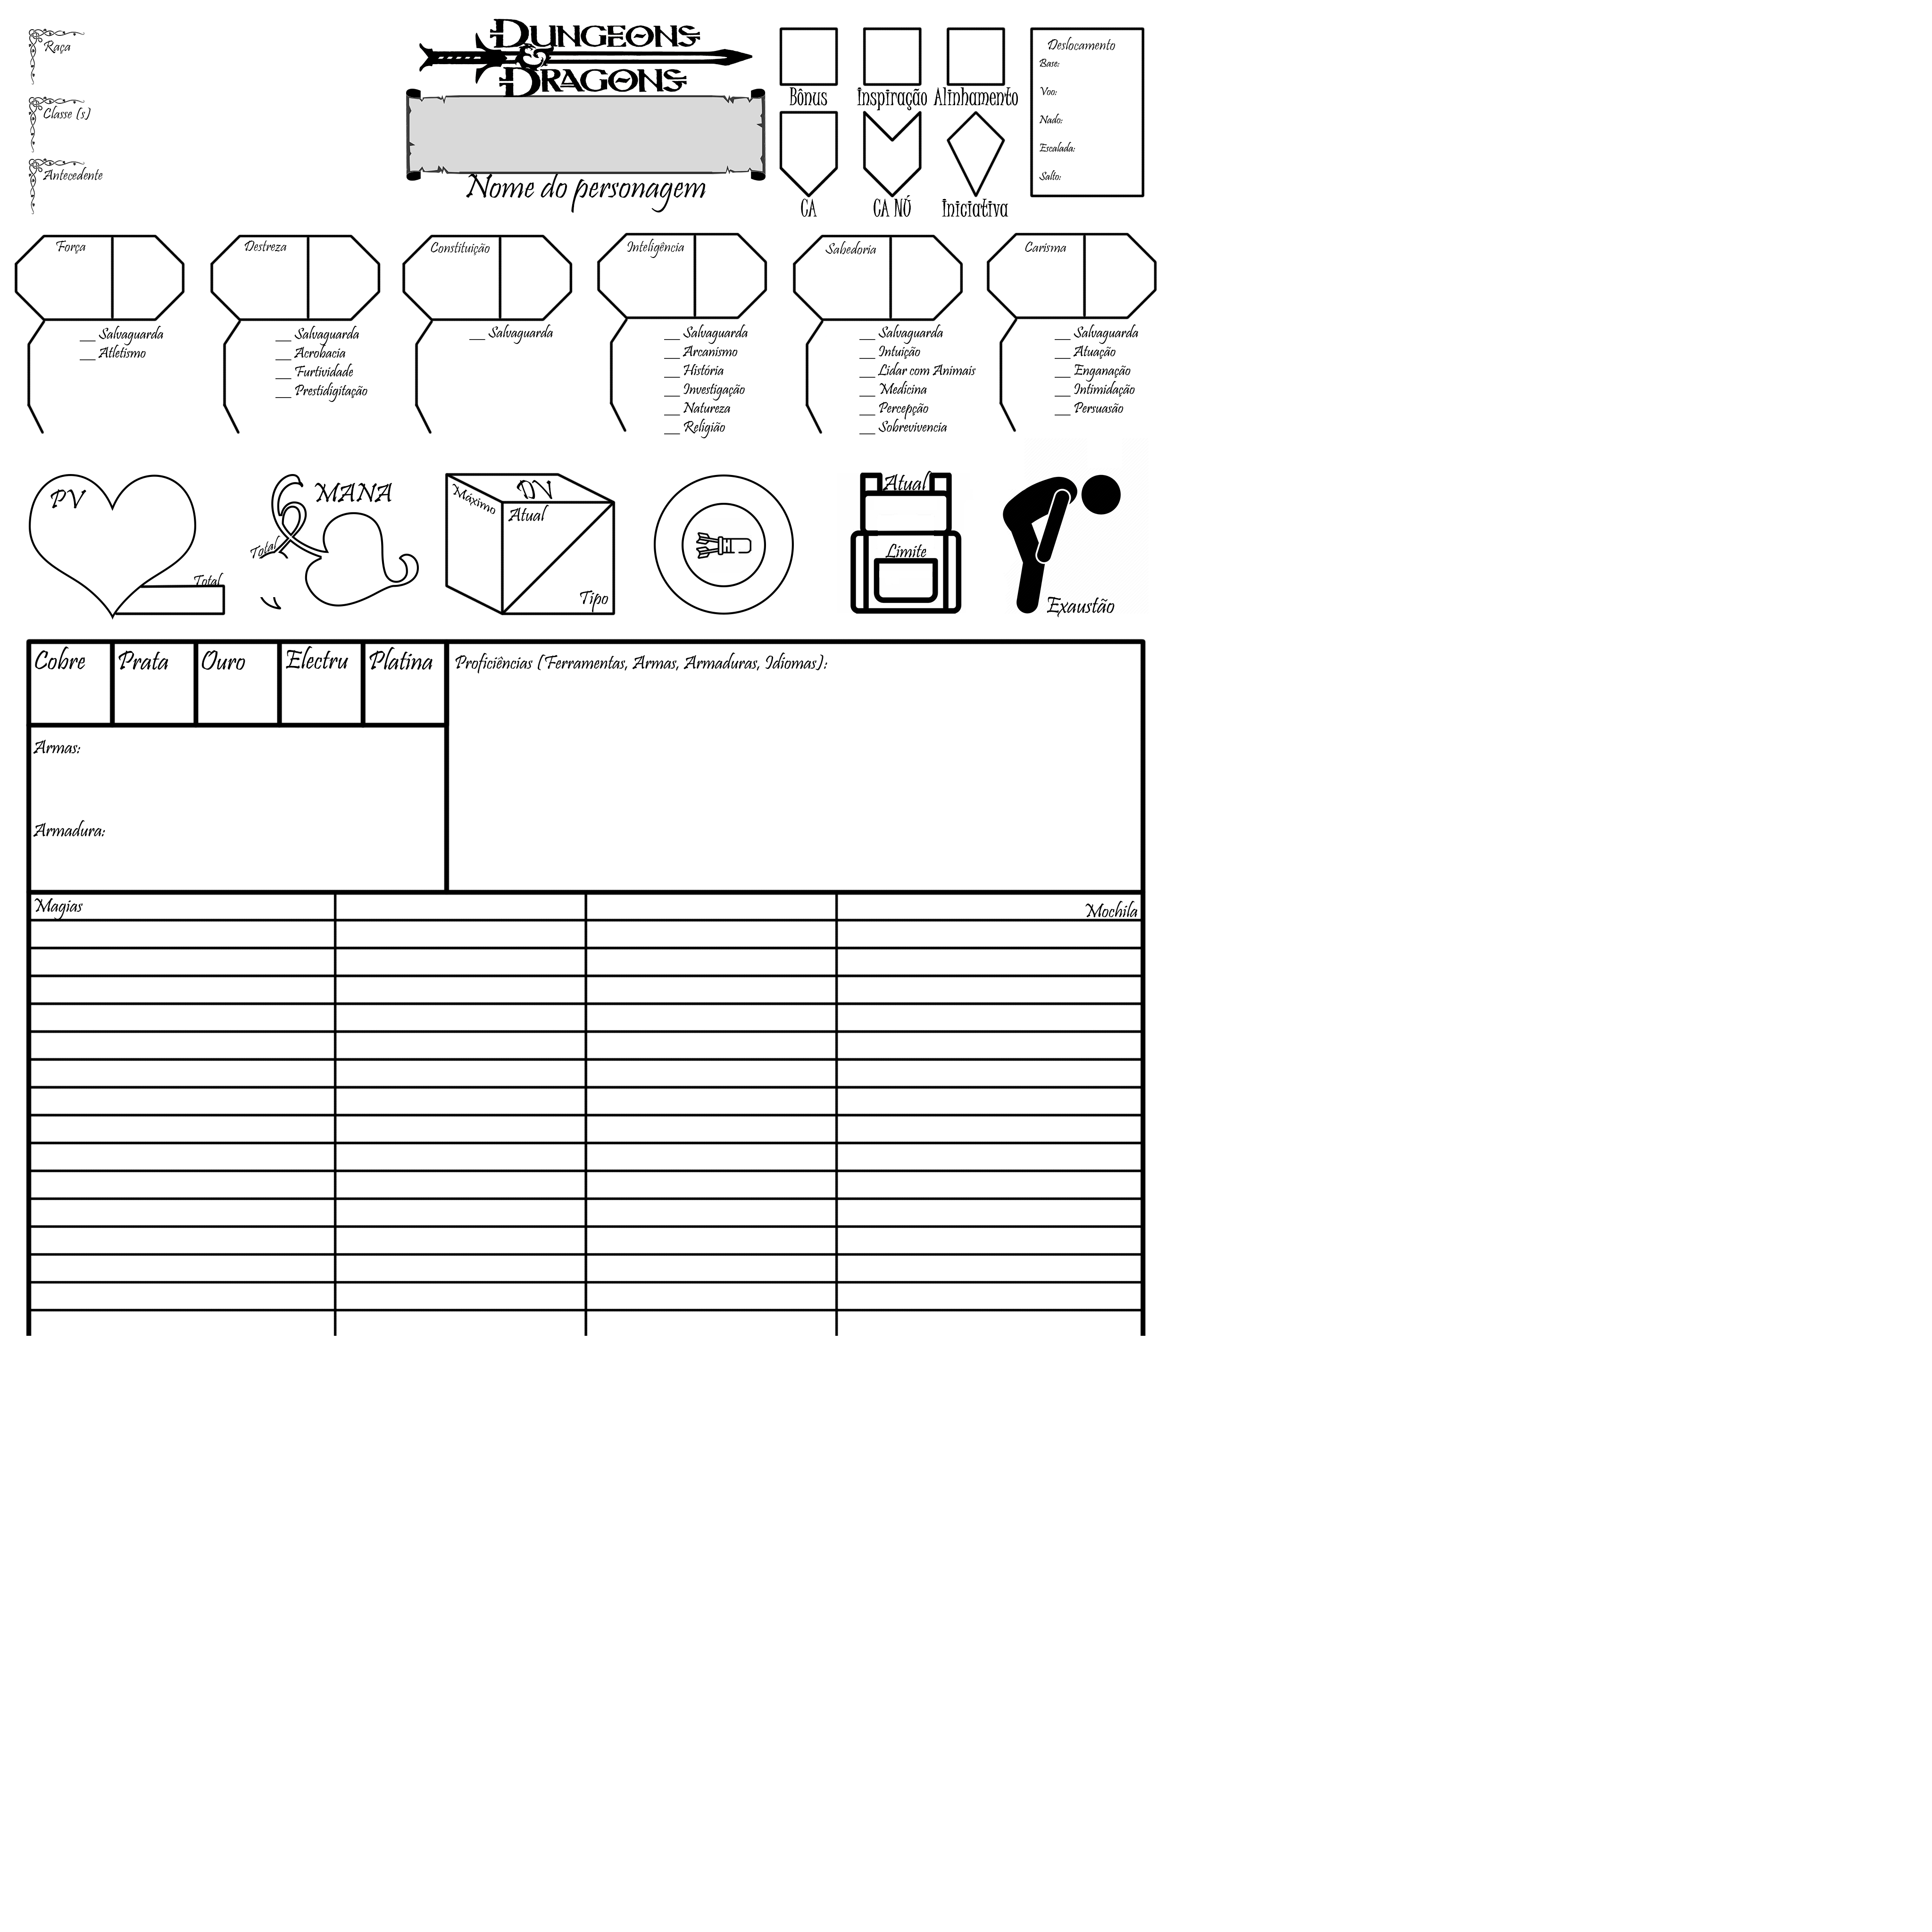 Raça
Classe (s)
Antecedente
DUNGEONS
&
DRAGONS
Nome do personagem
Bônus
Inspiração
Alinhamento
CA
CA NÚ
Iniciativa
Deslocamento
Base:
Voo:
Nado:
Escalada:
Salto:
Força
__ Salvaguarda
__ Atletismo
Destreza
__ Salvaguarda
__ Acrobacia
__ Furtividade
__ Prestidigitação
Constituição
__ Salvaguarda
Inteligência
__ Salvaguarda
__ Arcanismo
__ História
__ Investigação
__ Natureza
__ Religião
Sabedoria
__ Salvaguarda
__ Intuição
__ Lidar com Animais
__ Medicina
__ Percepção
__ Sobrevivencia
Carisma
__ Salvaguarda
__ Atuação
__ Enganação
__ Intimidação
__ Persuasão
PV
Total
MANA
Total
DV
Máximo
Atual
Tipo
Atual
Limite
Exaustão
Cobre
Prata
Ouro
Electru
Platina
Proficiências (Ferramentas, Armas, Armaduras, Idiomas):
Armas:
Armadura:
Magias
Mochila